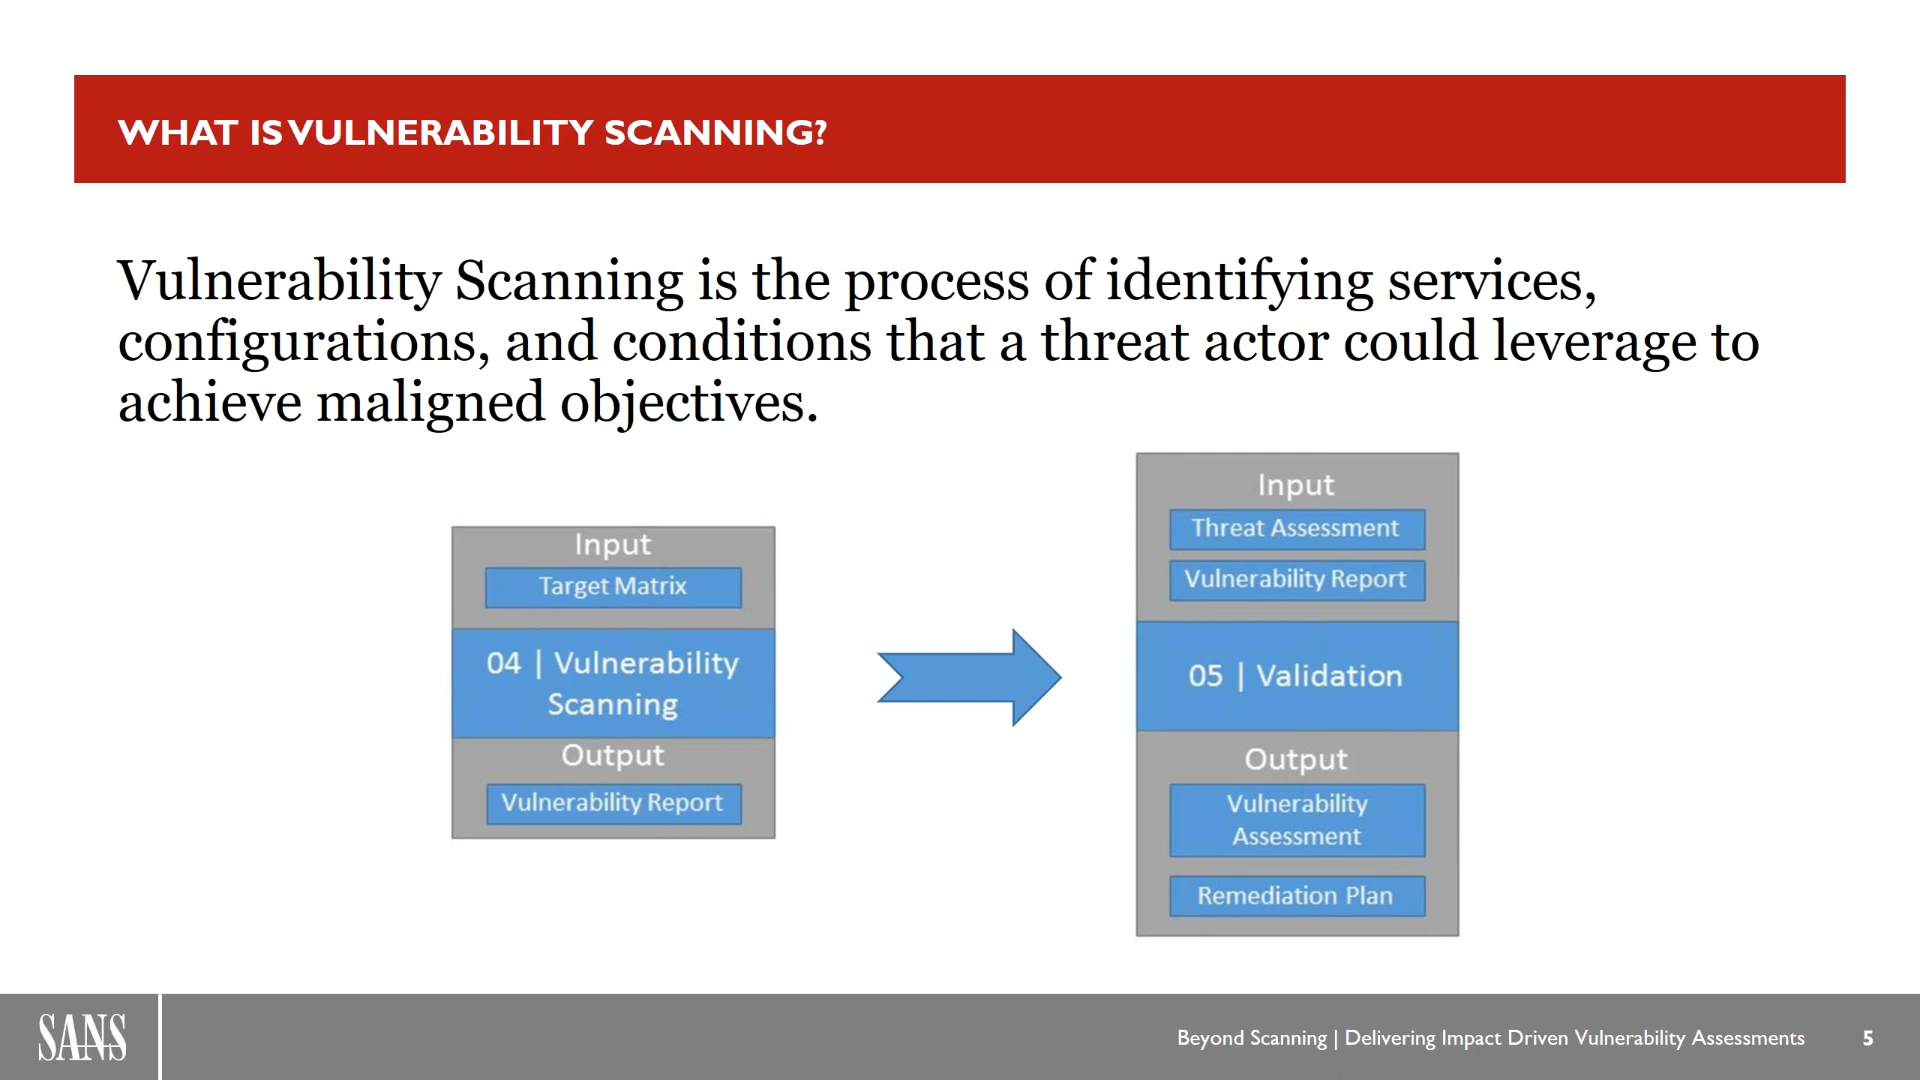 WHAT IS VULNERABILITY SCANNING?
Vulnerability Scanning is the process of identifying services,
configurations, and conditions that a threat actor could leverage to
achieve maligned objectives.
Input
Target Matrix
04 | Vulnerability
Scanning
Output
Vulnerability Report
Input
Threat Assessment
Vulnerability Report
05 | Validation
Output
Vulnerability
Assessment
Remediation Plan
SANS
Beyond Scanning | Delivering Impact Driven Vulnerability Assessments
5